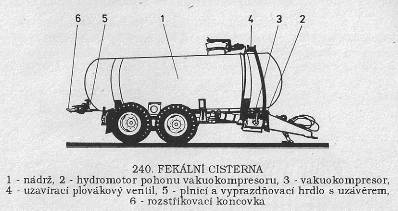 6 5 1 4 3 2
240. FEKÁLNÍ CISTERNA
1 - nádrž, 2 - hydromotor pohonu vakuokompresoru, 3 - vakuokompresor,
4 - uzavírací plovákový ventil, 5 - plnící a vyprazdňovací hrdlo s uzávěrem,
6 - rozstřikovací koncovka